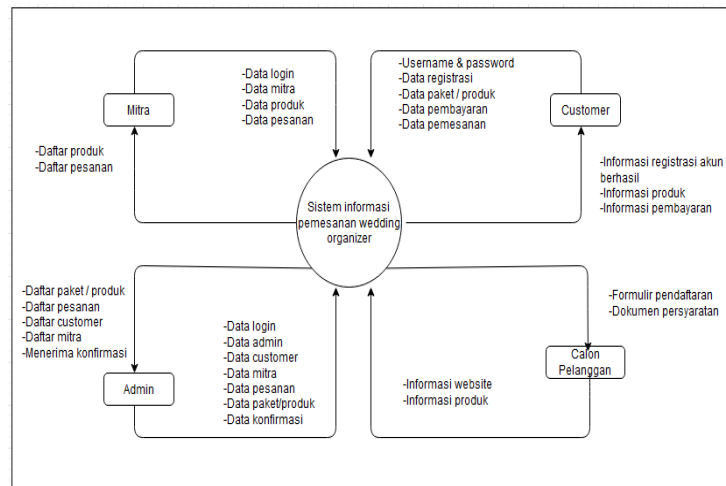 Mitra
-Data login
-Data mitra
-Data produk
-Data pesanan
-Username & password
-Data registrasi
-Data paket / produk
-Data pembayaran
-Data pemesanan
Customer
-Daftar produk
-Daftar pesanan
-Informasi registrasi akun
berhasil
-Informasi produk
-Informasi pembayaran
Sistem informasi
pemesanan wedding
organizer
-Daftar paket / produk
-Daftar pesanan
-Daftar customer
-Daftar mitra
-Menerima konfirmasi
Admin
-Data login
-Data admin
-Data customer
-Data mitra
-Data pesanan
-Data paket/produk
-Data konfirmasi
-Informasi website
-Informasi produk
-Formulir pendaftaran
-Dokumen persyaratan
Calon
Pelanggan